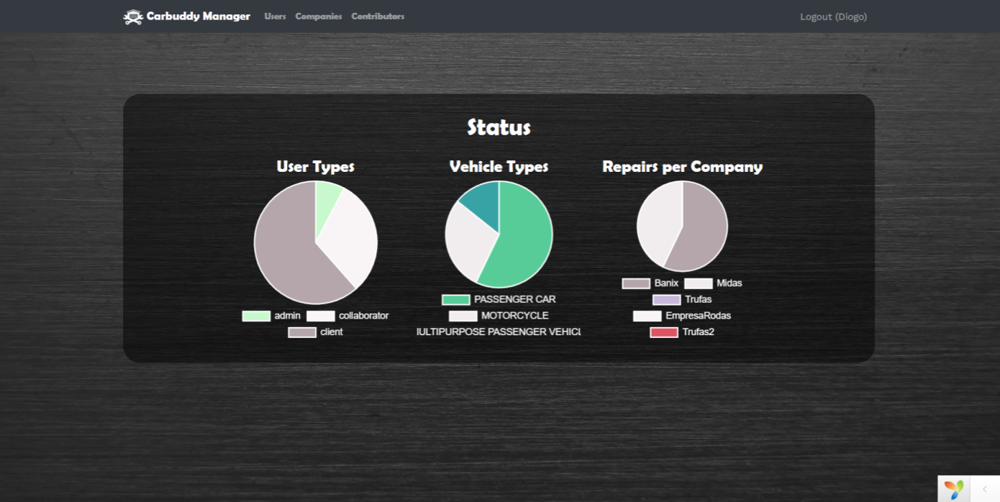 Carbuddy Manager Users Companies Contributors Logout (Diogo)
Status
User Types Vehicle Types Repairs per Company
admin collaborator
client
PASSENGER CAR
MOTORCYCLE
IULTIPURPOSE PASSENGER VEHICL
Banix Midas
Trufas
EmpresaRodas
Trufas2